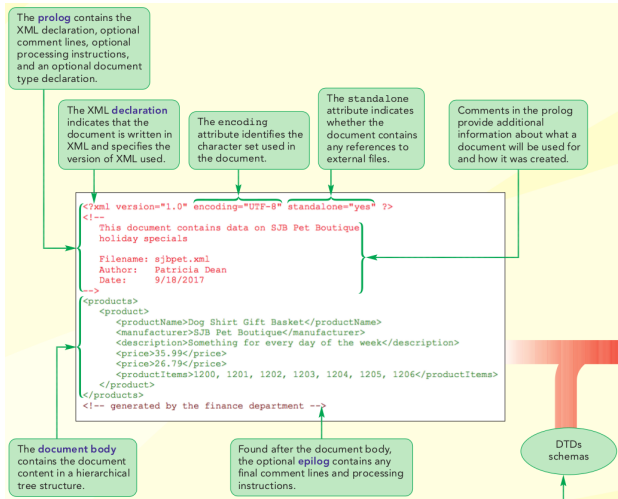 The prolog contains the
XML declaration, optional
comment lines, optional
processing instructions,
and an optional document
type declaration.
The XML declaration
indicates that the
document is written in
XML and specifies the
version of XML used.
The encoding
attribute identifies the
character set used in
the document.
The standalone
attribute indicates
whether the
document contains
any references to
external files.
Comments in the prolog
provide additional
information about what a
document will be used for
and how it was created.
<?xml version="1.0" encoding="UTF-8" standalone="yes" ?>
<!--
This document contains data on SJB Pet Boutique
holiday specials
Filename: sjbpet.xml
Author: Patricia Dean
Date: 9/18/2017
-->
<products>
<product>
<productName>Dog Shirt Gift Basket</productName>
<manufacturer>SJB Pet Boutique</manufacturer>
<description>Something for every day of the week</description>
<price>35.99</price>
<price>26.79</price>
<productItems>1200, 1201, 1202, 1203, 1204, 1205, 1206</productItems>
</product>
</products>
<!-- generated by the finance department -->
The document body
contains the document
content in a hierarchical
tree structure.
Found after the document body,
the optional epilog contains any
final comment lines and processing
instructions.
DTDs
schemas